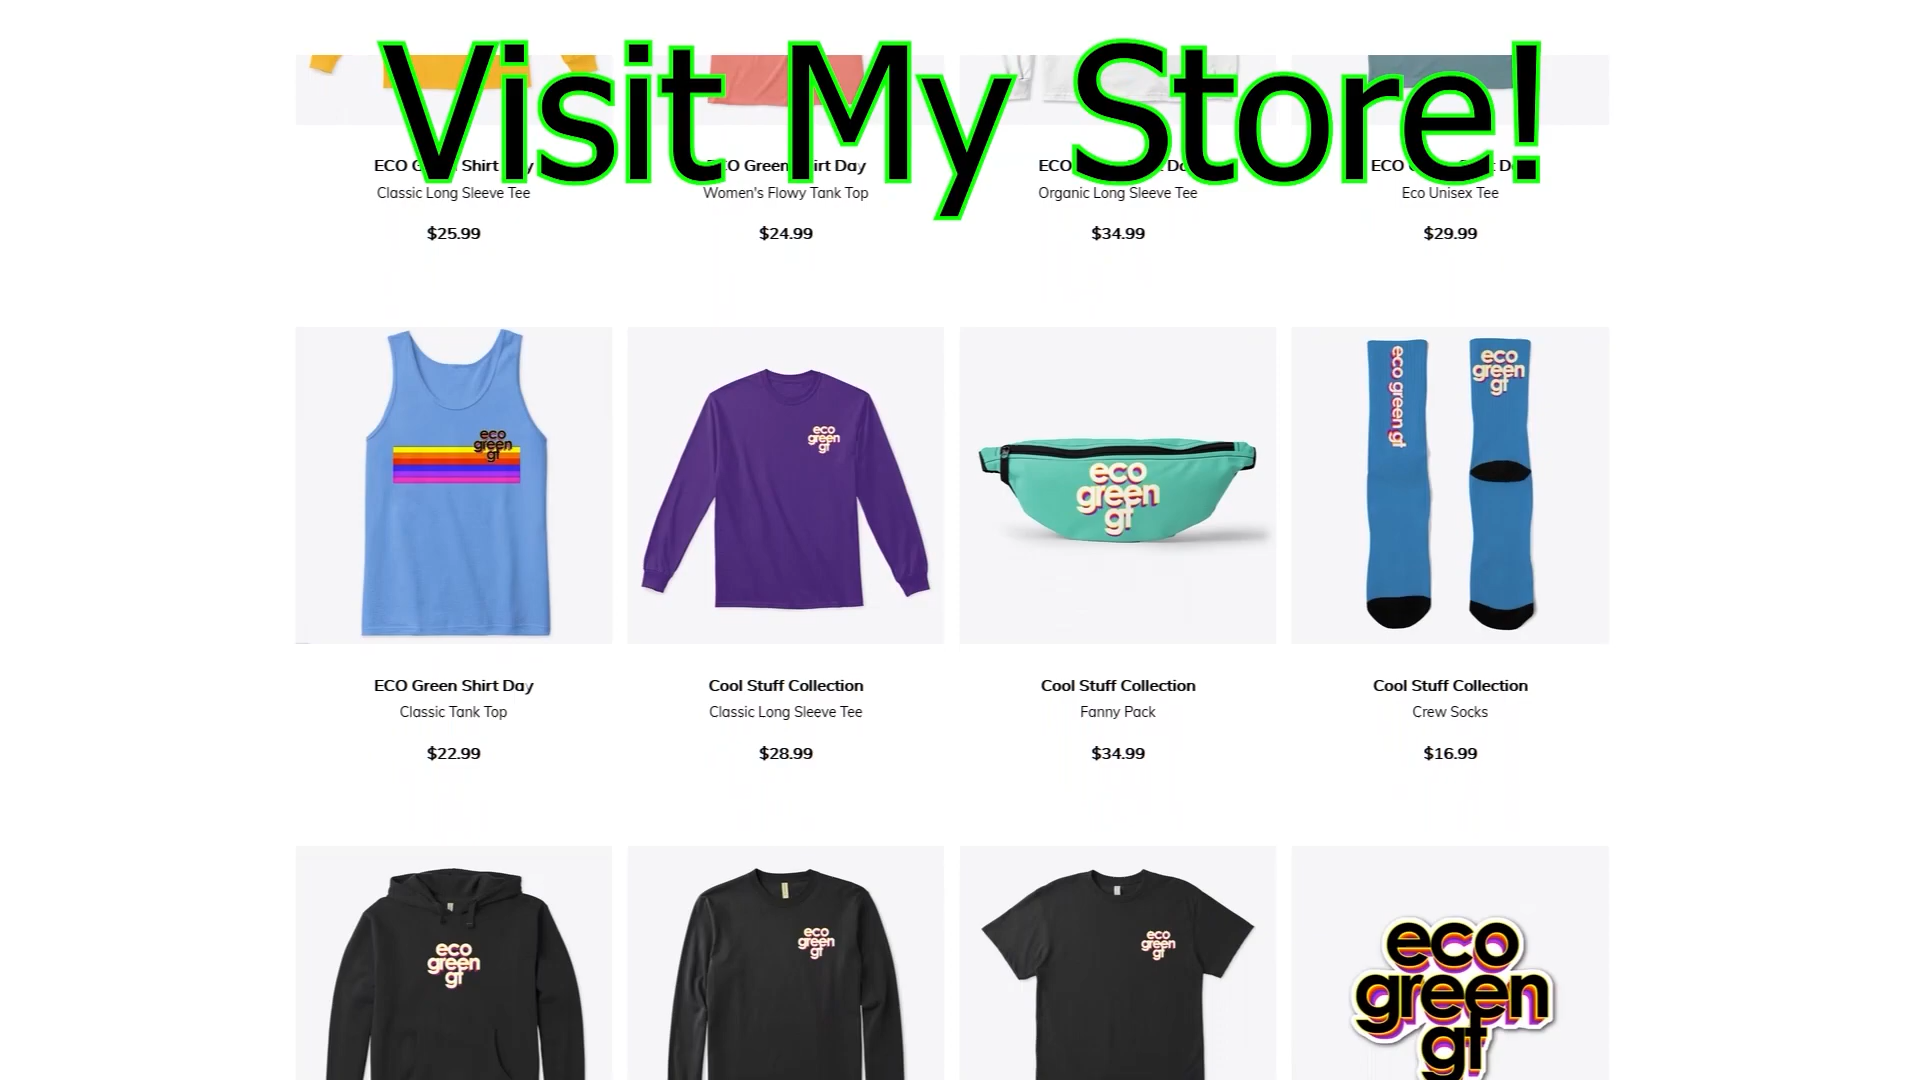 Visit My Store!
ECO Green Shirt Day
ECO Green Shirt Day
ECO
ECO
Classic Long Sleeve Tee
Women's Flowy Tank Top
Organic Long Sleeve Tee
Eco Unisex Tee
$25.99
$24.99
$34.99
$29.99
eco
green
gf
eco
green
gf
eco
green
gf
eco green gf
eco
green
gf
ECO Green Shirt Day
Cool Stuff Collection
Cool Stuff Collection
Cool Stuff Collection
Classic Tank Top
Classic Long Sleeve Tee
Fanny Pack
Crew Socks
$22.99
$28.99
$34.99
$16.99
eco
green
gf
eco
green
gf
eco
green
gf
eco
green
gf